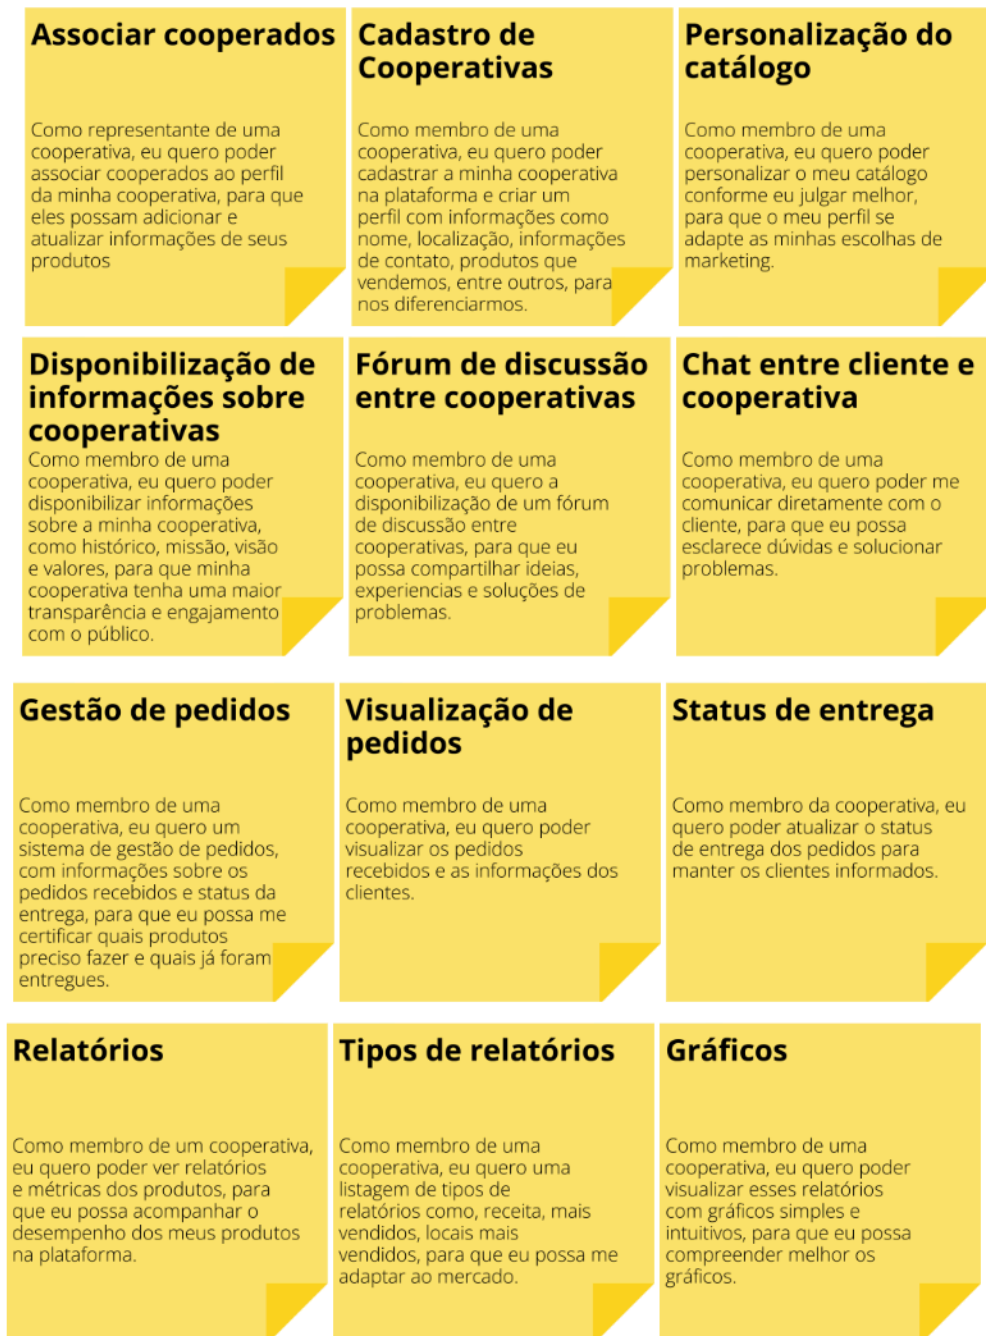 Associar cooperados
Como representante de uma
cooperativa, eu quero poder
associar cooperados ao perfil
da minha cooperativa, para que
eles possam adicionar e
atualizar informações de seus
produtos
Cadastro de
Cooperativas
Como membro de uma
cooperativa, eu quero poder
cadastrar a minha cooperativa
na plataforma e criar um
perfil com informações como
nome, localização, informações
de contato, produtos que
vendemos, entre outros, para
nos diferenciarmos.
Personalização do
catálogo
Como membro de uma
cooperativa, eu quero poder
personalizar o meu catálogo
conforme eu julgar melhor,
para que o meu perfil se
adapte as minhas escolhas de
marketing.
Disponibilização de
informações sobre
cooperativas
Como membro de uma
cooperativa, eu quero poder
disponibilizar informações
sobre a minha cooperativa,
como histórico, missão, visão
e valores, para que minha
cooperativa tenha uma maior
transparência e engajamento
com o público.
Fórum de discussão
entre cooperativas
Como membro de uma
cooperativa, eu quero a
disponibilização de um fórum
de discussão entre
cooperativas, para que eu
possa compartilhar ideias,
experiencias e soluções de
problemas.
Chat entre cliente e
cooperativa
Como membro de uma
cooperativa, eu quero poder me
comunicar diretamente com o
cliente, para que eu possa
esclarece dúvidas e solucionar
problemas.
Gestão de pedidos
Como membro de uma
cooperativa, eu quero um
sistema de gestão de pedidos,
com informações sobre os
pedidos recebidos e status da
entrega, para que eu possa me
certificar quais produtos
preciso fazer e quais já foram
entregues.
Visualização de
pedidos
Como membro de uma
cooperativa, eu quero poder
visualizar os pedidos
recebidos e as informações dos
clientes.
Status de entrega
Como membro da cooperativa, eu
quero poder atualizar o status
de entrega dos pedidos para
manter os clientes informados.
Relatórios
Como membro de um cooperativa,
eu quero poder ver relatórios
e métricas dos produtos, para
que eu possa acompanhar o
desempenho dos meus produtos
na plataforma.
Tipos de relatórios
Como membro de uma
cooperativa, eu quero uma
listagem de tipos de
relatórios como, receita, mais
vendidos, locais mais
vendidos, para que eu possa me
adaptar ao mercado.
Gráficos
Como membro de uma
cooperativa, eu quero poder
visualizar esses relatórios
com gráficos simples e
intuitivos, para que eu possa
compreender melhor os
gráficos.